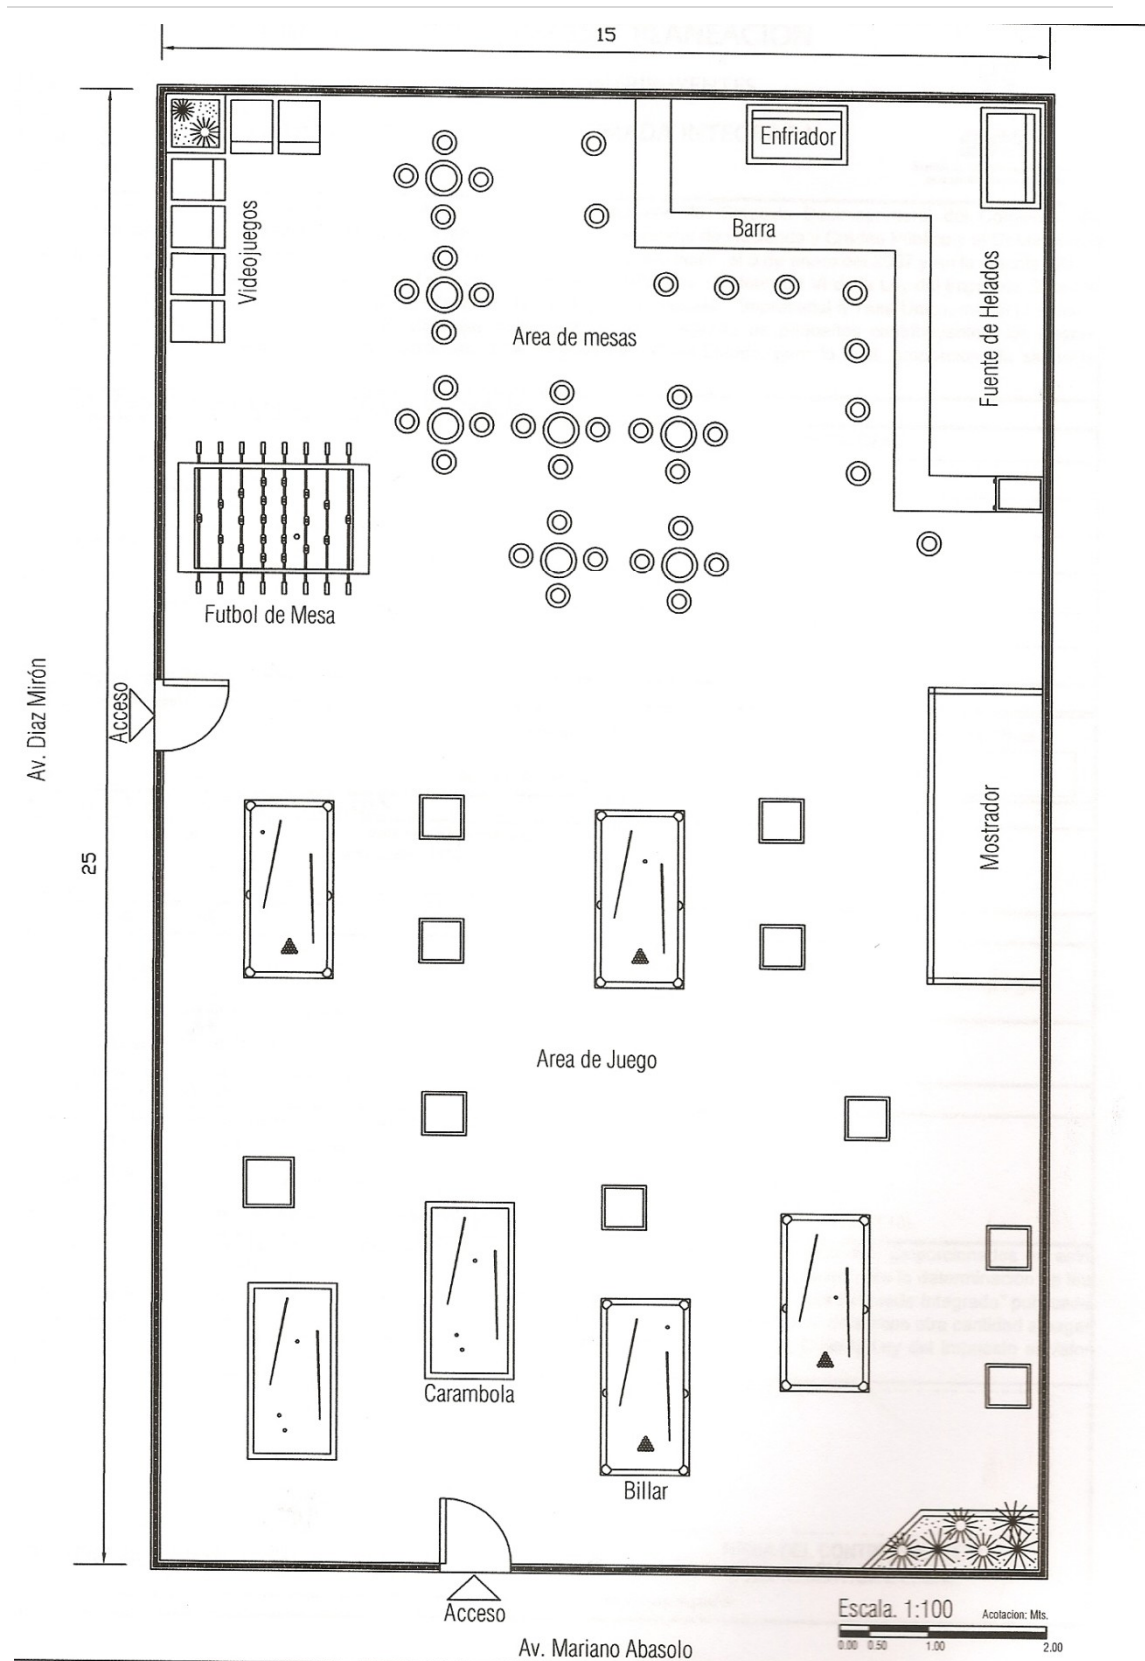 15
Enfriador
Barra
Videojuegos
Fuente de Helados
Area de mesas
Futbol de Mesa
Av. Diaz Mirón
Acceso
25
Mostrador
Area de Juego
Carambola
Billar
Acceso
Escala. 1:100
Acotacion: Mts.
0.00 0.50 1.00 2.00
Av. Mariano Abasolo